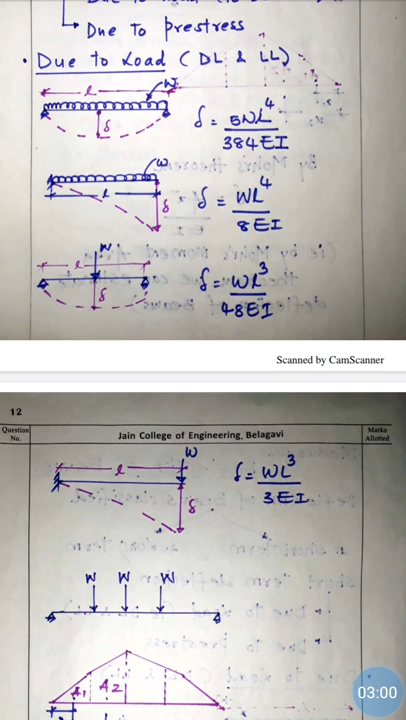 Due To prestress
• Due to Load ( DL & LL)
l
W
δ
δ = 5WL⁴
384EI
w
l
δ
δ = WL⁴
8EI
W
l
δ
δ = WL³
48EI
Scanned by CamScanner
12
Question
No.
Jain College of Engineering, Belagavi
Marks
Allotted
l
W
δ
δ = WL³
3EI
W W W
A1 A2
03:00